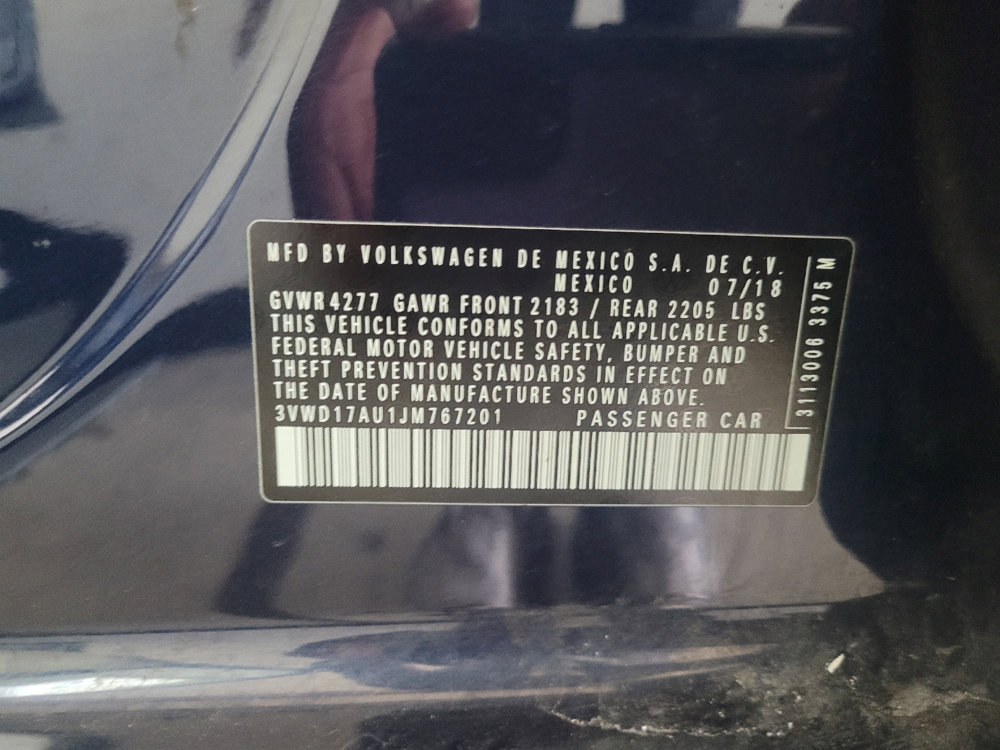 MFD BY VOLKSWAGEN DE MEXICO S.A. DE C.V.
MEXICO 07/18
GVWR 4277 GAWR FRONT 2183 / REAR 2205 LBS
THIS VEHICLE CONFORMS TO ALL APPLICABLE U.S.
FEDERAL MOTOR VEHICLE SAFETY, BUMPER AND
THEFT PREVENTION STANDARDS IN EFFECT ON
THE DATE OF MANUFACTURE SHOWN ABOVE.
3VWD17AU1JM767201 PASSENGER CAR
3113006 3375 M